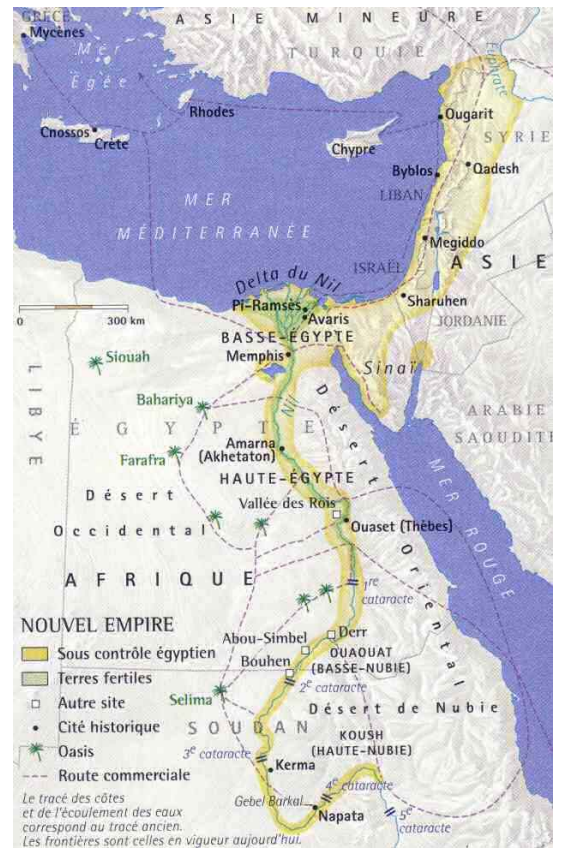 GRÈCE
ASIE MINEURE
Mycènes
Mer
Égée
TURQUIE
Euphrate
Rhodes
Ougarit
Cnossos
Crète
Chypre
SYRIE
Byblos
Qadesh
MER
MÉDITERRANÉE
LIBAN
Megiddo
ISRAËL
ASIE
Delta du Nil
Pi-Ramsès
Sharuhen
0 300 km
Avaris
JORDANIE
BASSE-ÉGYPTE
Memphis
Siouah
Sinaï
LIBYE
Bahariya
Nil
ARABIE
SAOUDITE
ÉGYPTE
Désert
Oriental
Amarna
(Akhetaton)
Farafra
MER ROUGE
HAUTE-ÉGYPTE
Désert
Occidental
Vallée des Rois
Ouaset (Thèbes)
AFRIQUE
1re
cataracte
NOUVEL EMPIRE
Sous contrôle égyptien
Terres fertiles
Autre site
Cité historique
Oasis
Route commerciale
Abou-Simbel
Derr
Bouhen
OUAOUAT
(BASSE-NUBIE)
2e cataracte
Selima
Désert de Nubie
SOUDAN
KOUSH
(HAUTE-NUBIE)
3e cataracte
Kerma
4e cataracte
Gebel Barkal
Napata
5e
cataracte
Le tracé des côtes
et de l'écoulement des eaux
correspond au tracé ancien.
Les frontières sont celles en vigueur aujourd'hui.